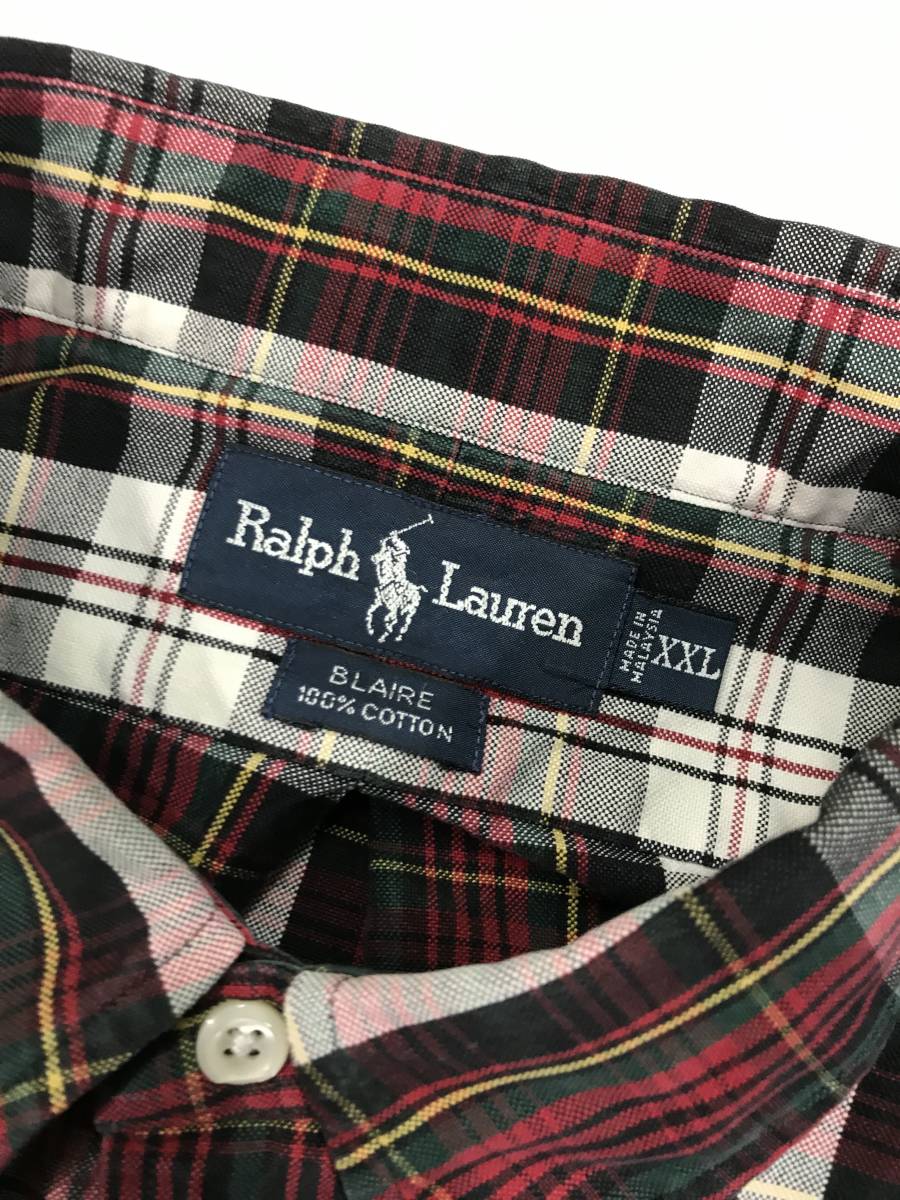 Ralph Lauren
BLAIRE
100% COTTON
MADE IN
MALAYSIA
XXL